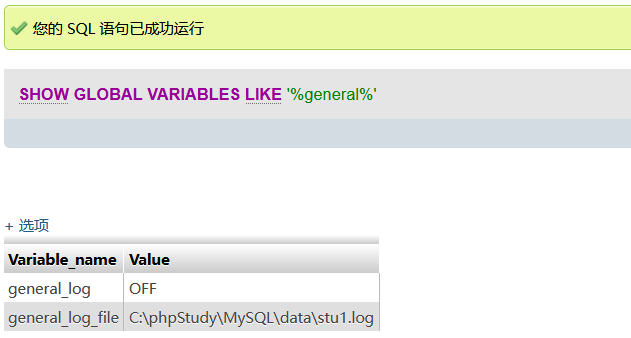 您的 SQL 语句已成功运行
SHOW GLOBAL VARIABLES LIKE '%general%'
+ 选项
Variable_name Value
general_log OFF
general_log_file C:\phpStudy\MySQL\data\stu1.log